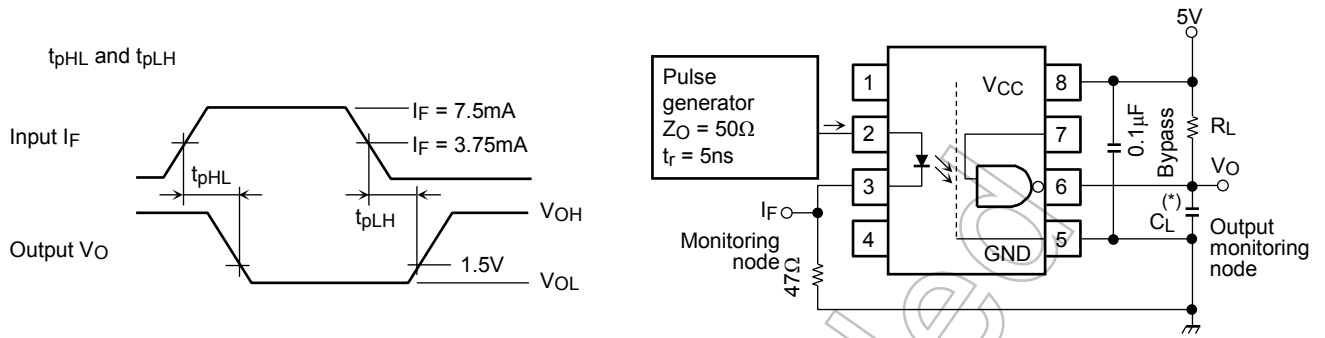 tpHL and tpLH
Input IF
IF = 7.5mA
IF = 3.75mA
tpHL
tpLH
VOH
Output VO
1.5V
VOL
5V
Pulse
generator
ZO = 50Ω
tr = 5ns
1
VCC
8
2
7
3
6
4
GND
5
0.1μF
Bypass
RL
VO
(*)
CL
IF
Monitoring
node
47Ω
Output
monitoring
node